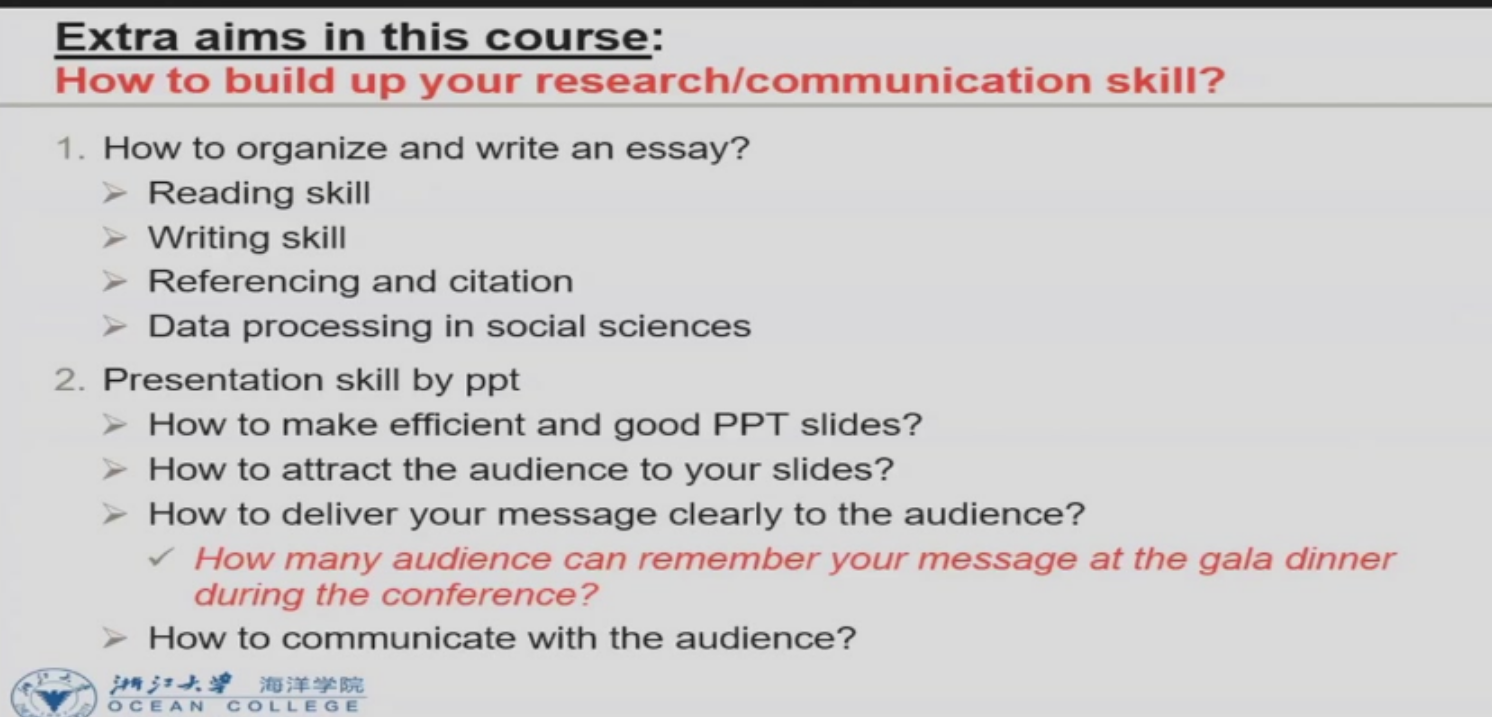 Extra aims in this course:
How to build up your research/communication skill?
1. How to organize and write an essay?
➢ Reading skill
➢ Writing skill
➢ Referencing and citation
➢ Data processing in social sciences
2. Presentation skill by ppt
➢ How to make efficient and good PPT slides?
➢ How to attract the audience to your slides?
➢ How to deliver your message clearly to the audience?
✓ How many audience can remember your message at the gala dinner
during the conference?
➢ How to communicate with the audience?
浙江大学 海洋学院
OCEAN COLLEGE